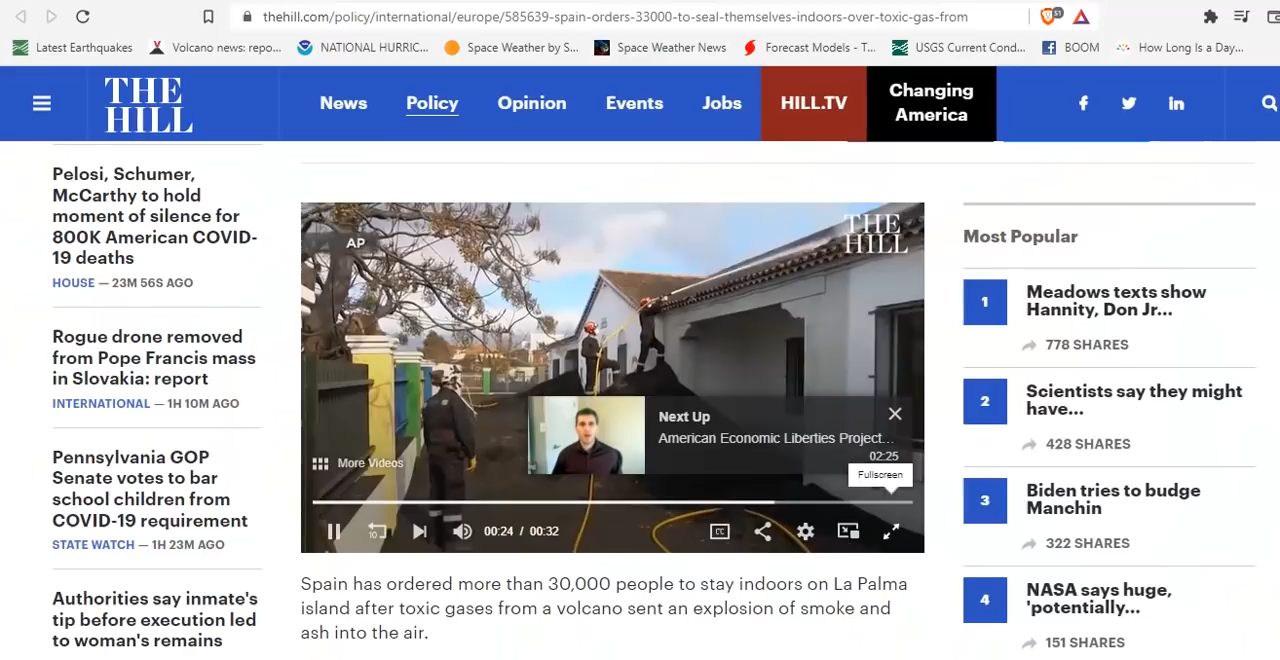 thehill.com/policy/international/europe/585639-spain-orders-33000-to-seal-themselves-indoors-over-toxic-gas-from
51
Latest Earthquakes
Volcano news: repo...
NATIONAL HURRIC...
Space Weather by S...
Space Weather News
Forecast Models - T...
USGS Current Cond...
BOOM
How Long Is a Day...
THE
HILL
News
Policy
Opinion
Events
Jobs
HILL.TV
Changing
America
Pelosi, Schumer,
McCarthy to hold
moment of silence for
800K American COVID-
19 deaths
HOUSE — 23M 56S AGO
Rogue drone removed
from Pope Francis mass
in Slovakia: report
INTERNATIONAL — 1H 10M AGO
Pennsylvania GOP
Senate votes to bar
school children from
COVID-19 requirement
STATE WATCH — 1H 23M AGO
Authorities say inmate's
tip before execution led
to woman's remains
AP
THE
HILL
Next Up
American Economic Liberties Project...
02:25
Fullscreen
More Videos
10
00:24 / 00:32
CC
Spain has ordered more than 30,000 people to stay indoors on La Palma
island after toxic gases from a volcano sent an explosion of smoke and
ash into the air.
Most Popular
1
Meadows texts show
Hannity, Don Jr...
778 SHARES
2
Scientists say they might
have...
428 SHARES
3
Biden tries to budge
Manchin
322 SHARES
4
NASA says huge,
'potentially...
151 SHARES